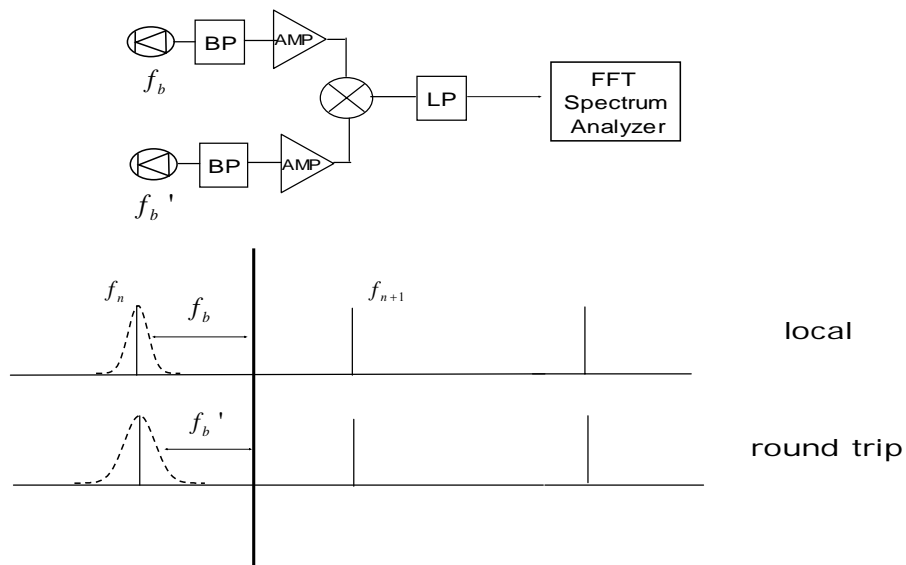 BP
AMP
f_b
LP
FFT
Spectrum
Analyzer
BP
AMP
f_b '
f_n
f_b
f_{n+1}
local
f_b '
round trip